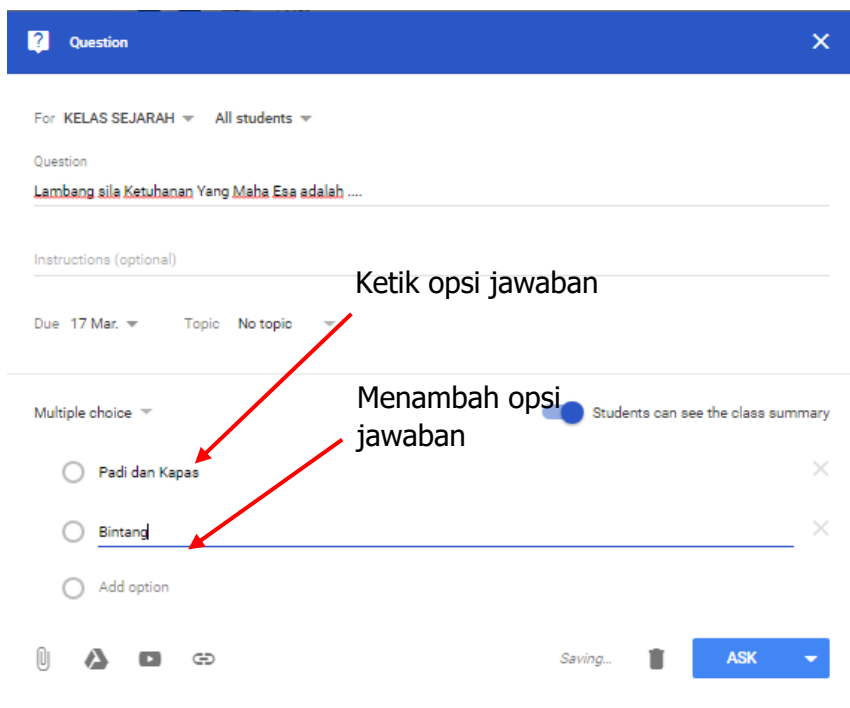 Question
For KELAS SEJARAH All students
Question
Lambang sila Ketuhanan Yang Maha Esa adalah ....
Instructions (optional)
Ketik opsi jawaban
Due 17 Mar. Topic No topic
Menambah opsi
jawaban
Multiple choice Students can see the class summary
Padi dan Kapas
Bintang
Add option
Saving... ASK